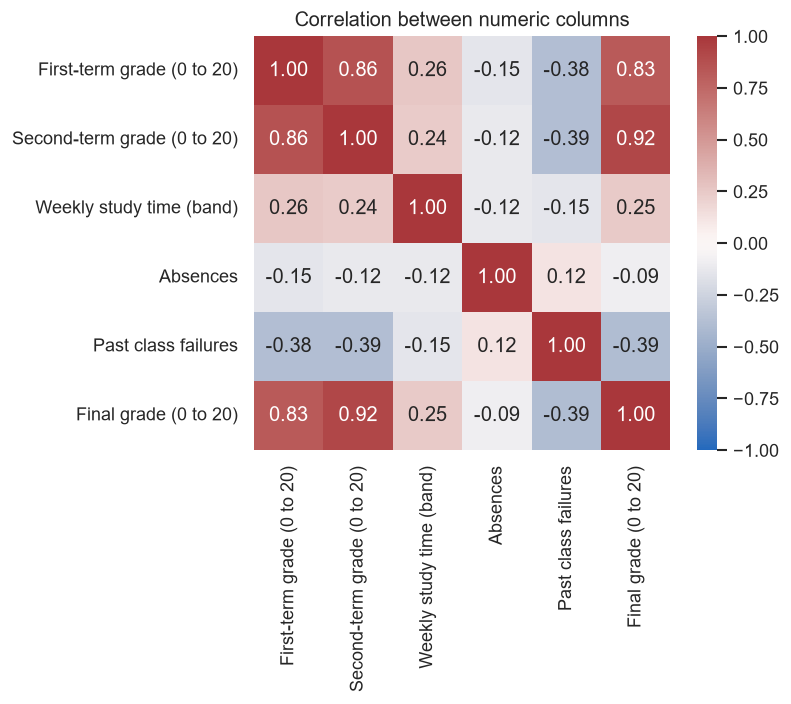 Correlation between numeric columns
First-term grade (0 to 20) 1.00 0.86 0.26 -0.15 -0.38 0.83
Second-term grade (0 to 20) 0.86 1.00 0.24 -0.12 -0.39 0.92
Weekly study time (band) 0.26 0.24 1.00 -0.12 -0.15 0.25
Absences -0.15 -0.12 -0.12 1.00 0.12 -0.09
Past class failures -0.38 -0.39 -0.15 0.12 1.00 -0.39
Final grade (0 to 20) 0.83 0.92 0.25 -0.09 -0.39 1.00
First-term grade (0 to 20)
Second-term grade (0 to 20)
Weekly study time (band)
Absences
Past class failures
Final grade (0 to 20)
1.00
0.75
0.50
0.25
0.00
−0.25
−0.50
−0.75
−1.00